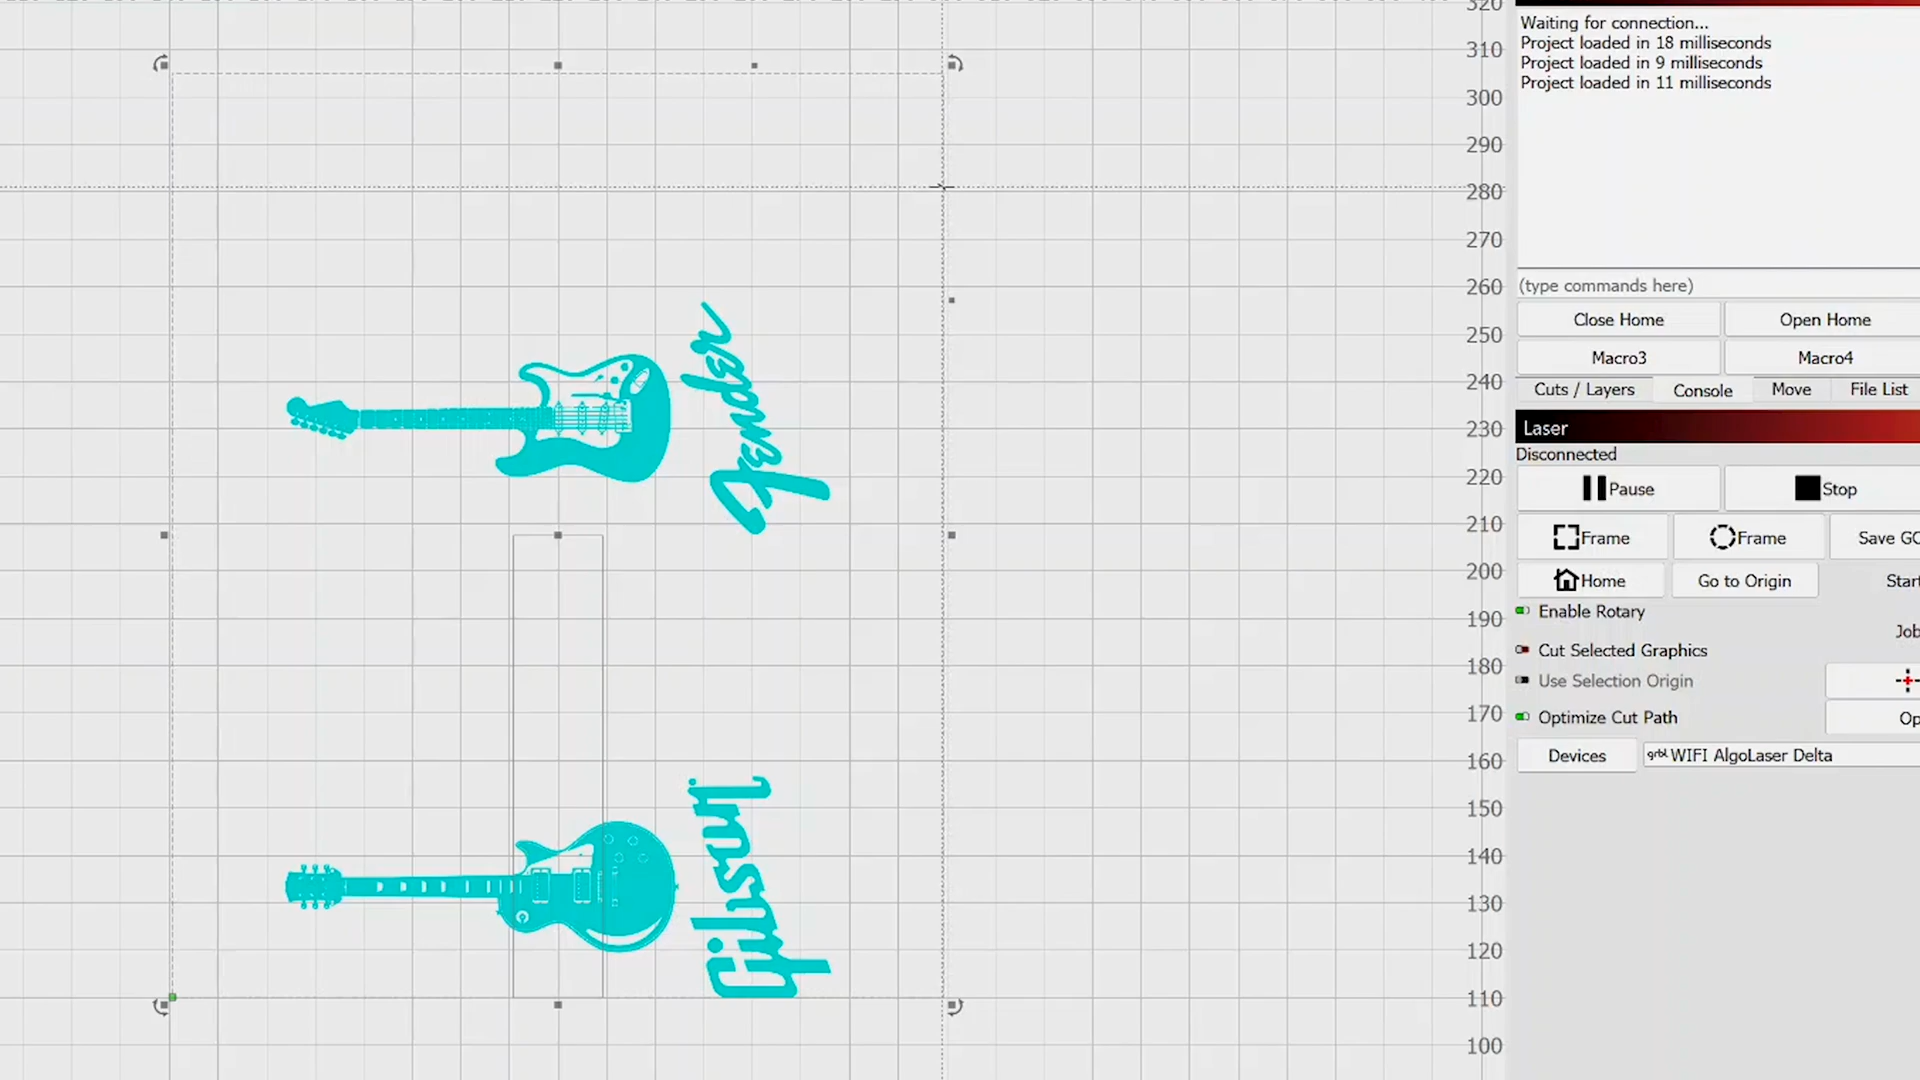 320
Waiting for connection...
310
Project loaded in 18 milliseconds
Project loaded in 9 milliseconds
Project loaded in 11 milliseconds
300
290
280
270
260
(type commands here)
Close Home
Open Home
250
Macro3
Macro4
240
Cuts / Layers
Console
Move
File List
230
Laser
Disconnected
220
Pause
Stop
Fender
210
Frame
Frame
Save GC
200
Home
Go to Origin
Start
190
Enable Rotary
Job
180
Cut Selected Graphics
Use Selection Origin
170
Optimize Cut Path
Op
160
Devices
grbl WIFI AlgoLaser Delta
150
140
130
120
Gibson
110
100